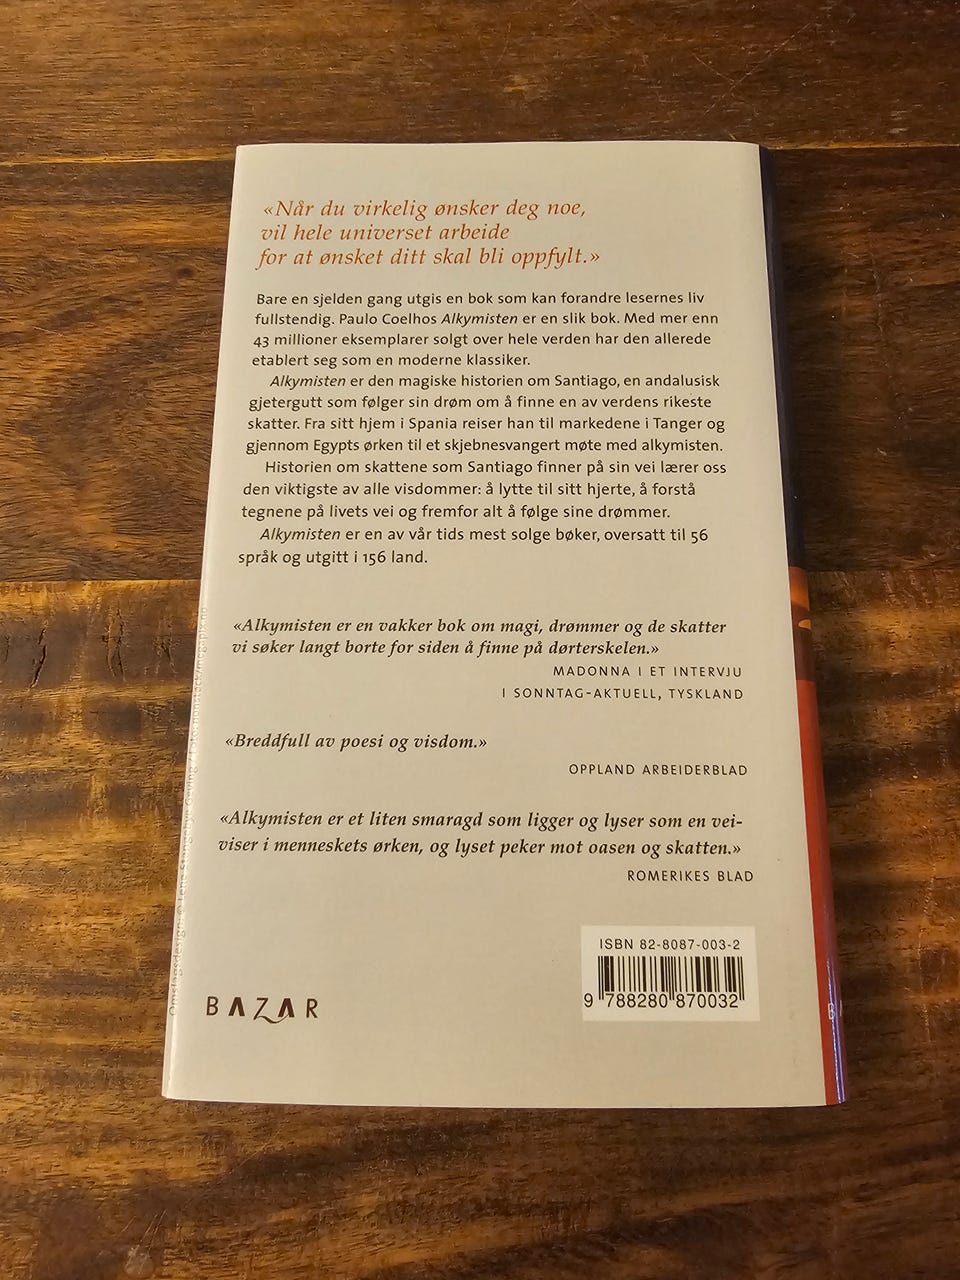 «Når du virkelig ønsker deg noe,
vil hele universet arbeide
for at ønsket ditt skal bli oppfylt.»
Bare en sjelden gang utgis en bok som kan forandre lesernes liv
fullstendig. Paulo Coelhos Alkymisten er en slik bok. Med mer enn
43 millioner eksemplarer solgt over hele verden har den allerede
etablert seg som en moderne klassiker.
Alkymisten er den magiske historien om Santiago, en andalusisk
gjetergutt som følger sin drøm om å finne en av verdens rikeste
skatter. Fra sitt hjem i Spania reiser han til markedene i Tanger og
gjennom Egypts ørken til et skjebnesvangert møte med alkymisten.
Historien om skattene som Santiago finner på sin vei lærer oss
den viktigste av alle visdommer: å lytte til sitt hjerte, å forstå
tegnene på livets vei og fremfor alt å følge sine drømmer.
Alkymisten er en av vår tids mest solge bøker, oversatt til 56
språk og utgitt i 156 land.
«Alkymisten er en vakker bok om magi, drømmer og de skatter
vi søker langt borte for siden å finne på dørterskelen.»
MADONNA I ET INTERVJU
I SONNTAG-AKTUELL, TYSKLAND
«Breddfull av poesi og visdom.»
OPPLAND ARBEIDERBLAD
«Alkymisten er et liten smaragd som ligger og lyser som en vei-
viser i menneskets ørken, og lyset peker mot oasen og skatten.»
ROMERIKES BLAD
ISBN 82-8087-003-2
9 788280 870032
BAZAR
Omslagsdesign: © Lene